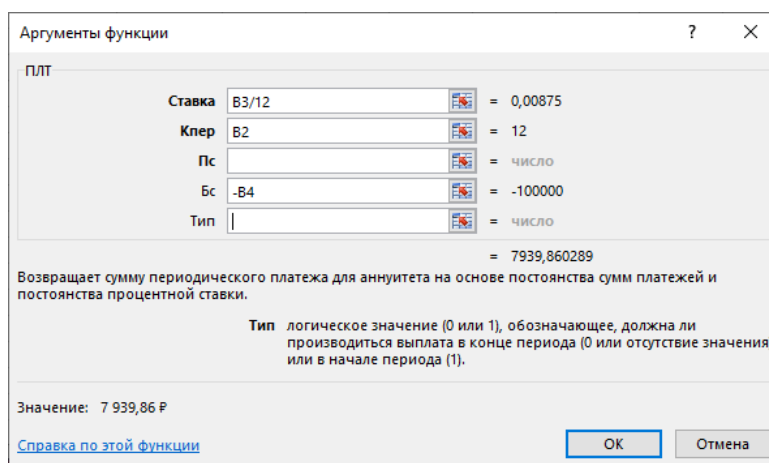 Аргументы функции ? ✕
ПЛТ
Ставка B3/12 = 0,00875
Кпер B2 = 12
Пс = число
Бс -B4 = -100000
Тип = число
= 7939,860289
Возвращает сумму периодического платежа для аннуитета на основе постоянства сумм платежей и
постоянства процентной ставки.
Тип логическое значение (0 или 1), обозначающее, должна ли
производиться выплата в конце периода (0 или отсутствие значения
или в начале периода (1).
Значение: 7 939,86 ₽
Справка по этой функции
ОК Отмена